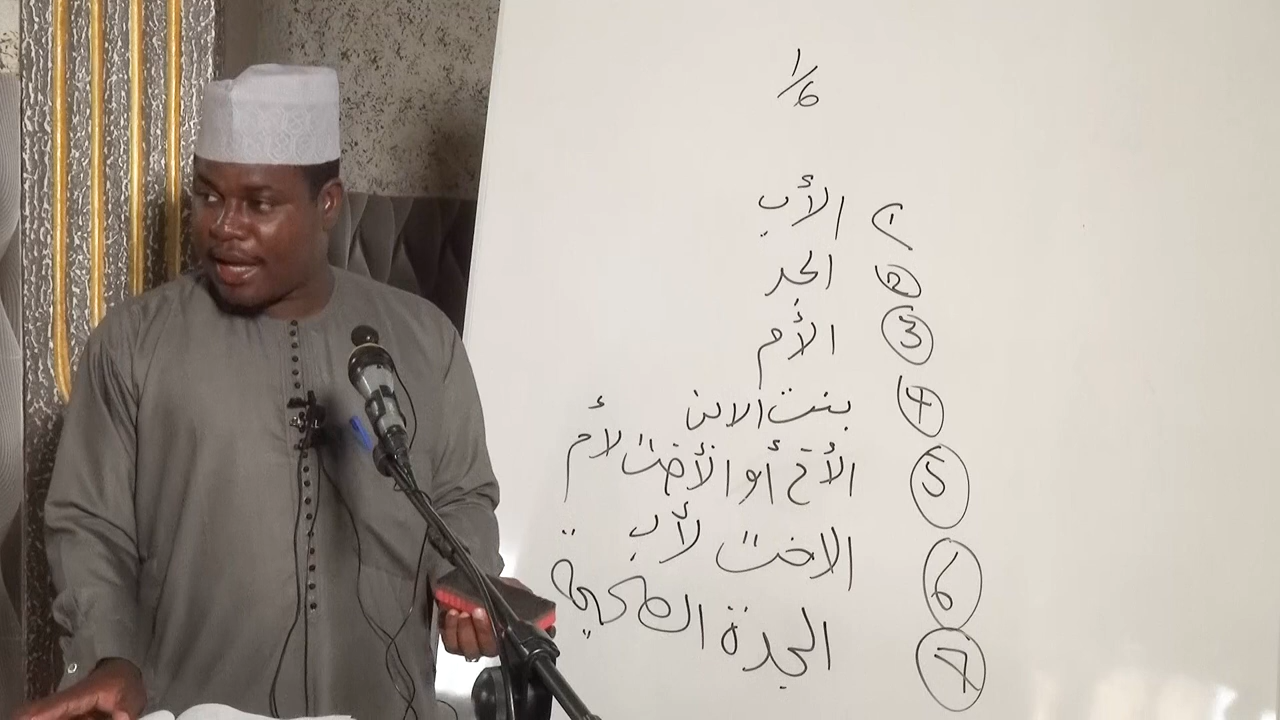 1/6
1 الأب
2 الجد
3 الأم
4 بنت الابن
5 الأخ أو الأخت لأم
6 الاخت لأب
7 الجدة الصحيحة